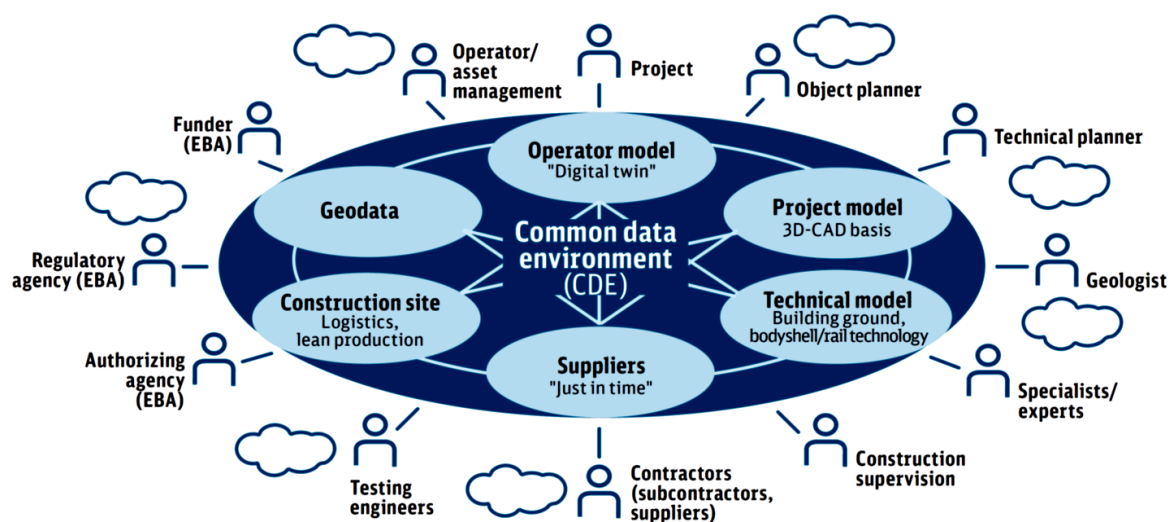 Operator/
asset
management
Project
Object planner
Funder
(EBA)
Technical planner
Operator model
"Digital twin"
Geodata
Project model
3D-CAD basis
Common data
environment
(CDE)
Regulatory
agency (EBA)
Geologist
Construction site
Logistics,
lean production
Technical model
Building ground,
bodyshell/rail technology
Authorizing
agency
(EBA)
Suppliers
"Just in time"
Specialists/
experts
Testing
engineers
Contractors
(subcontractors,
suppliers)
Construction
supervision